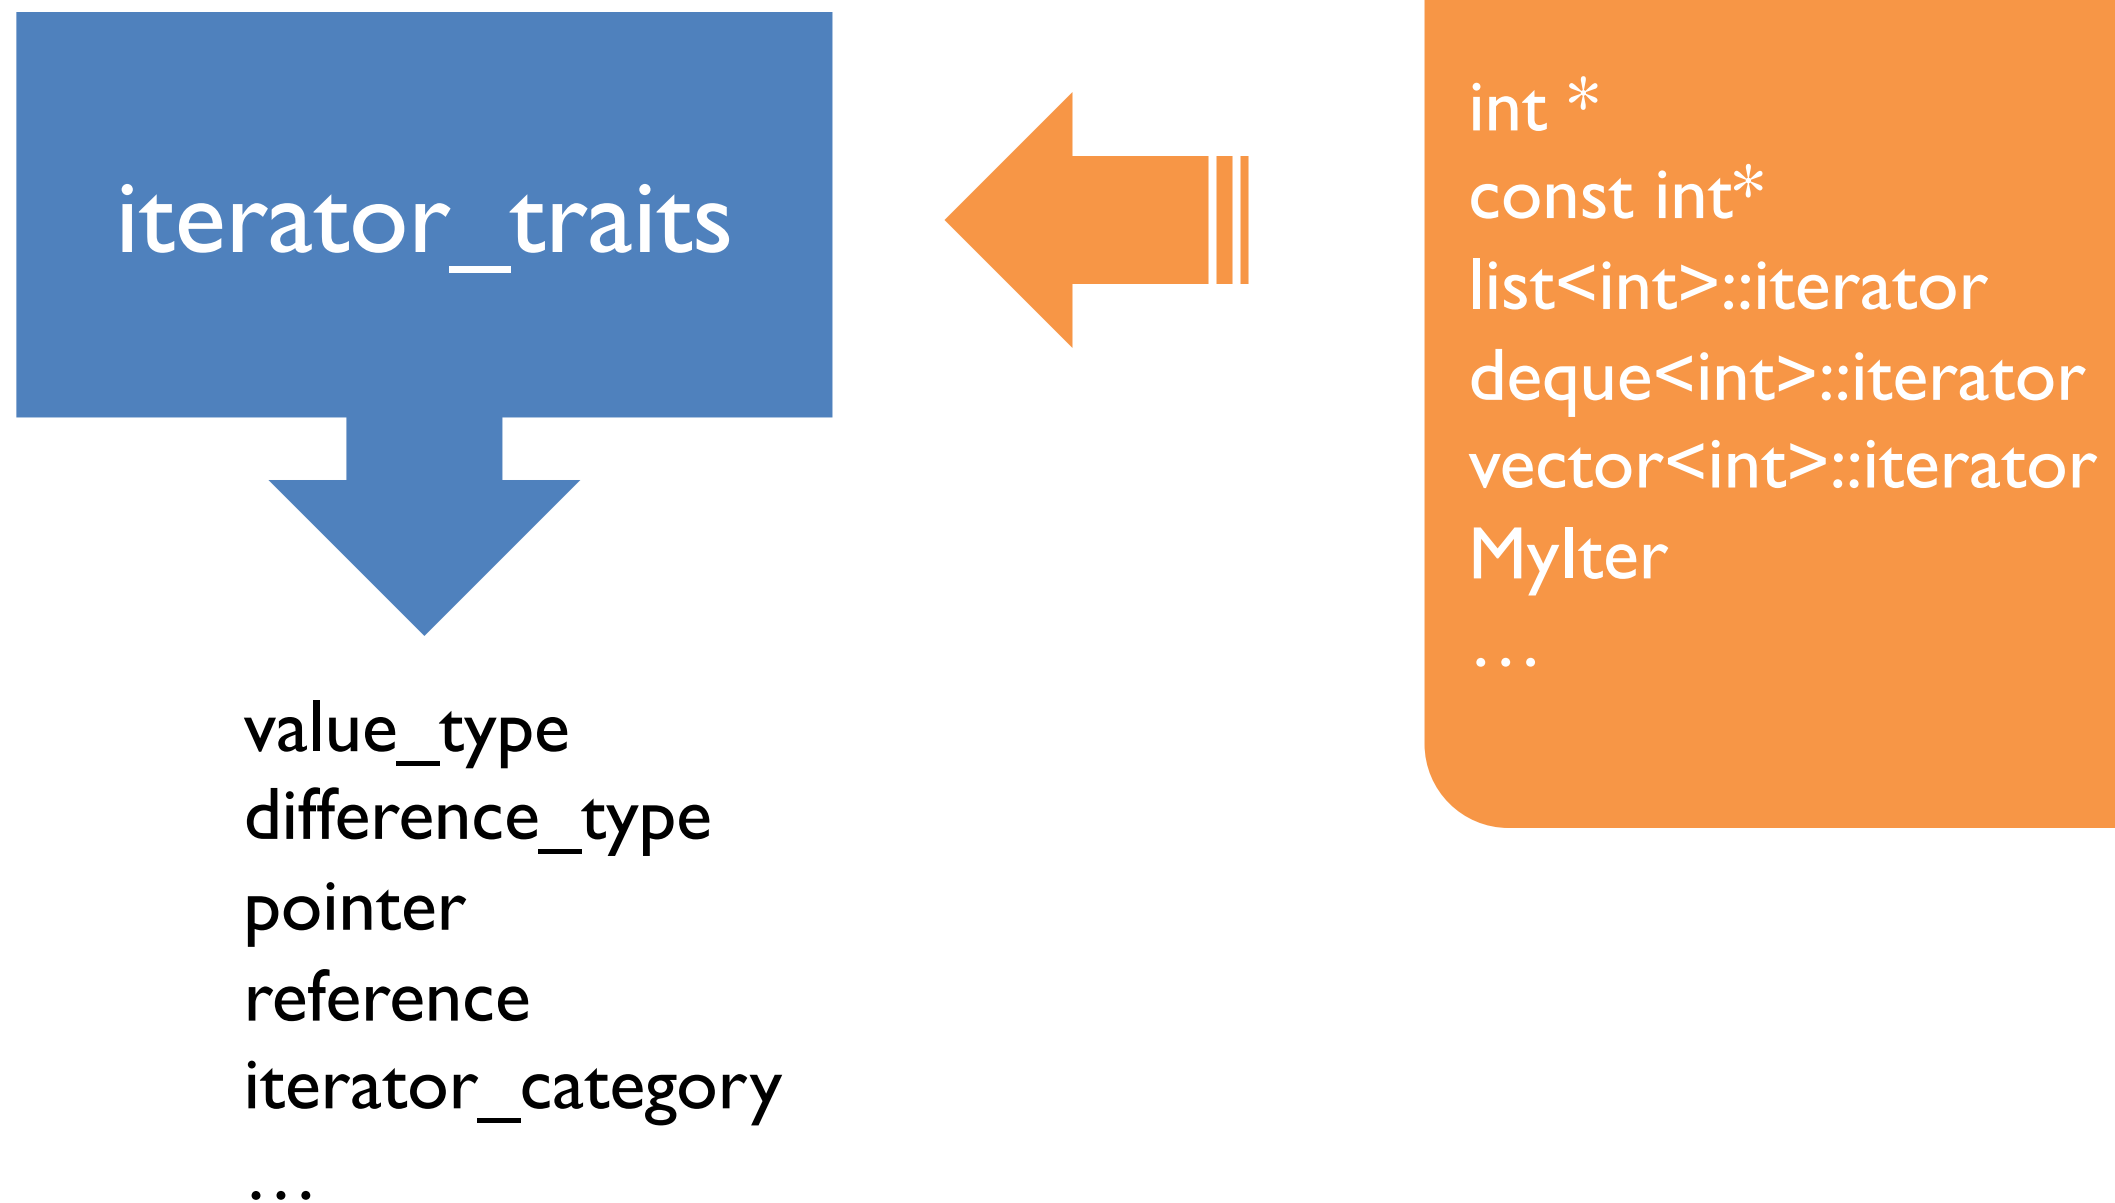 iterator_traits
int *
const int*
list<int>::iterator
deque<int>::iterator
vector<int>::iterator
MyIter
…
value_type
difference_type
pointer
reference
iterator_category
…